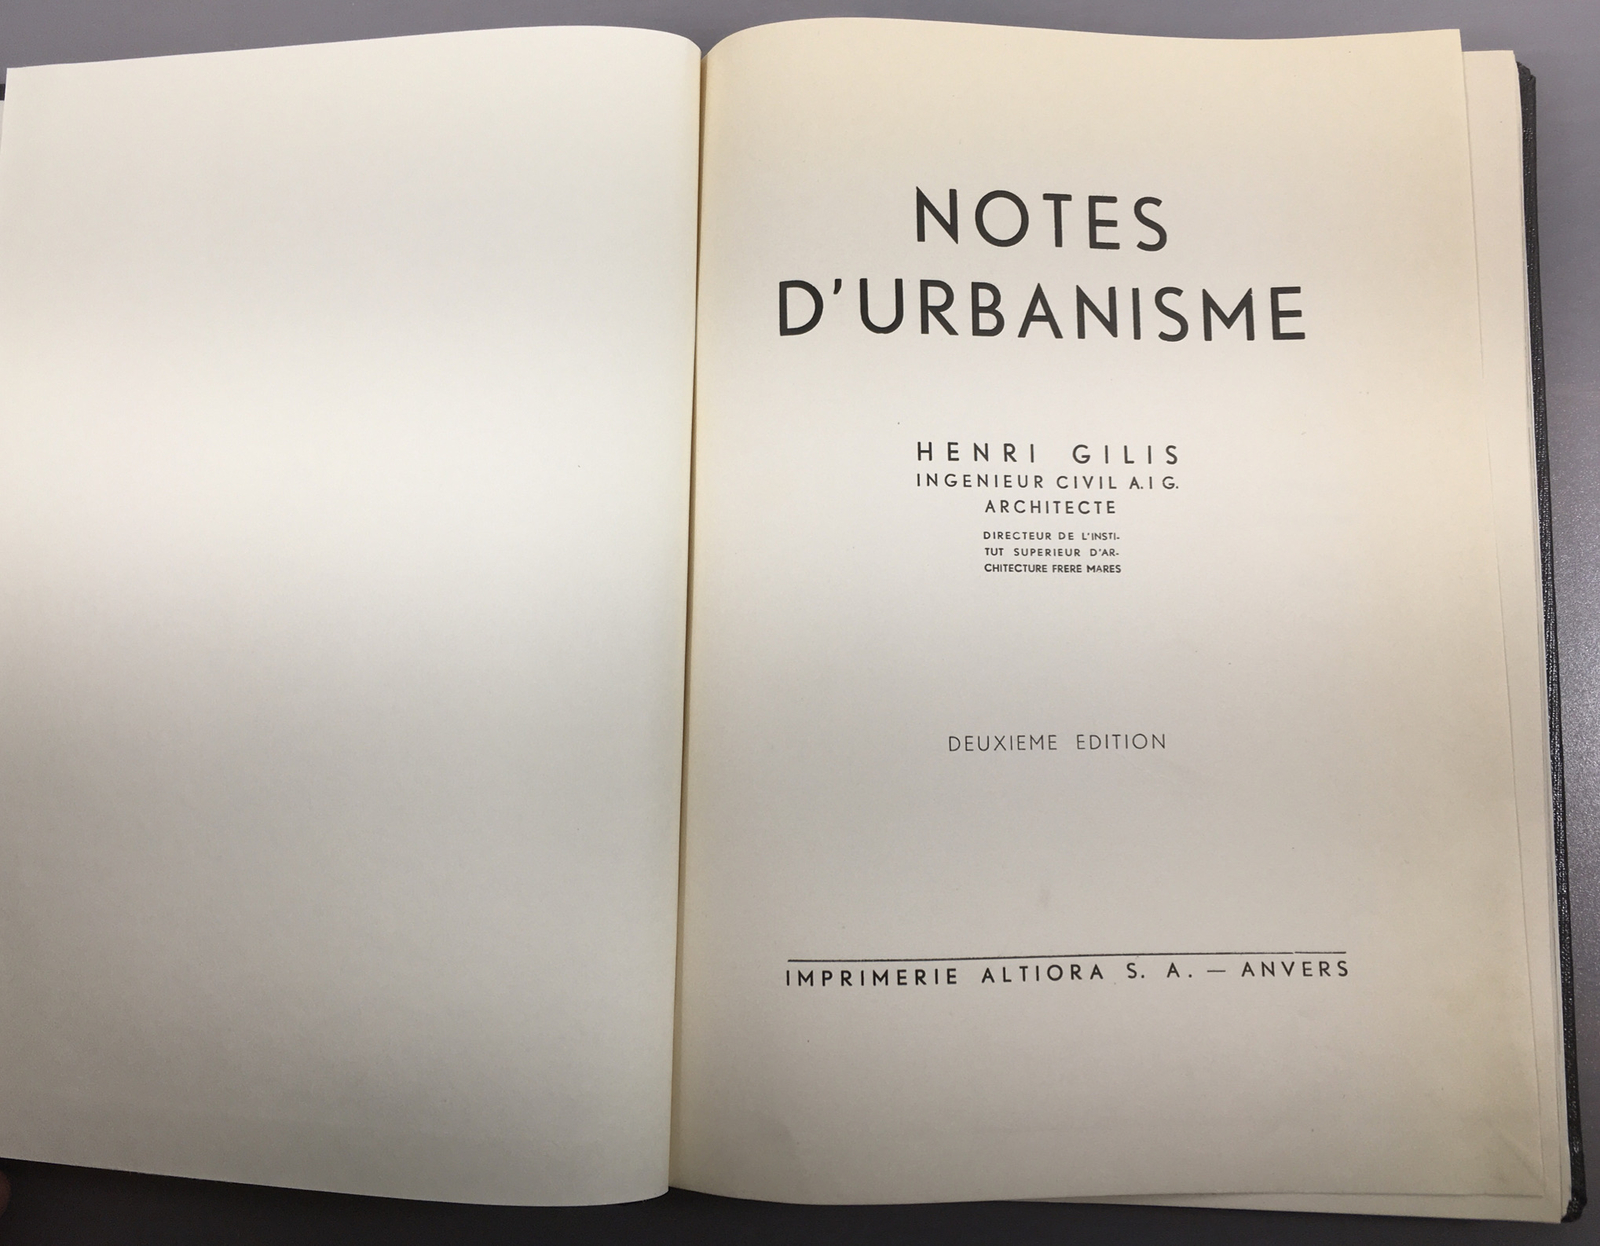 NOTES
D'URBANISME
HENRI GILIS
INGENIEUR CIVIL A.I G.
ARCHITECTE
DIRECTEUR DE L'INSTI-
TUT SUPERIEUR D'AR-
CHITECTURE FRERE MARES
DEUXIEME EDITION
IMPRIMERIE ALTIORA S. A. — ANVERS